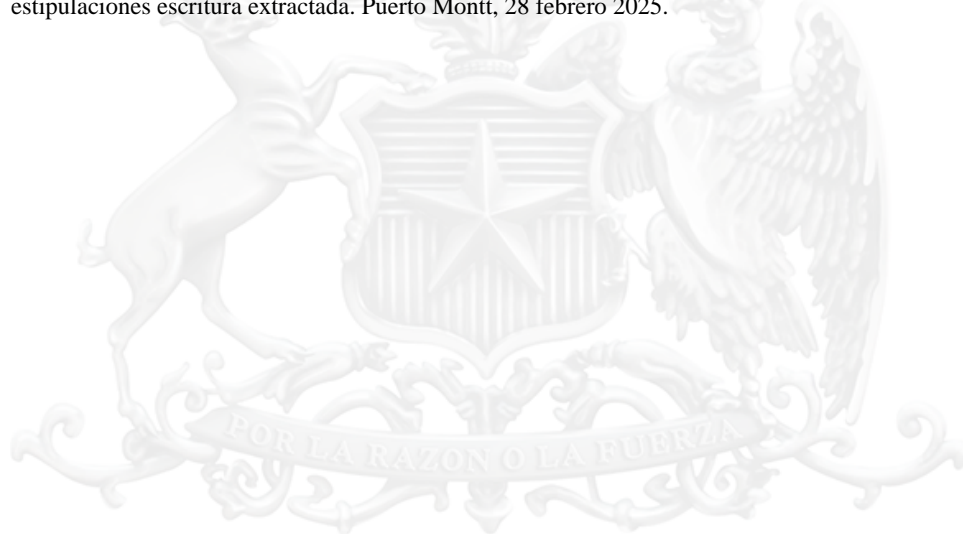 estipulaciones escritura extractada. Puerto Montt, 28 febrero 2025.
POR LA RAZON O LA FUERZA